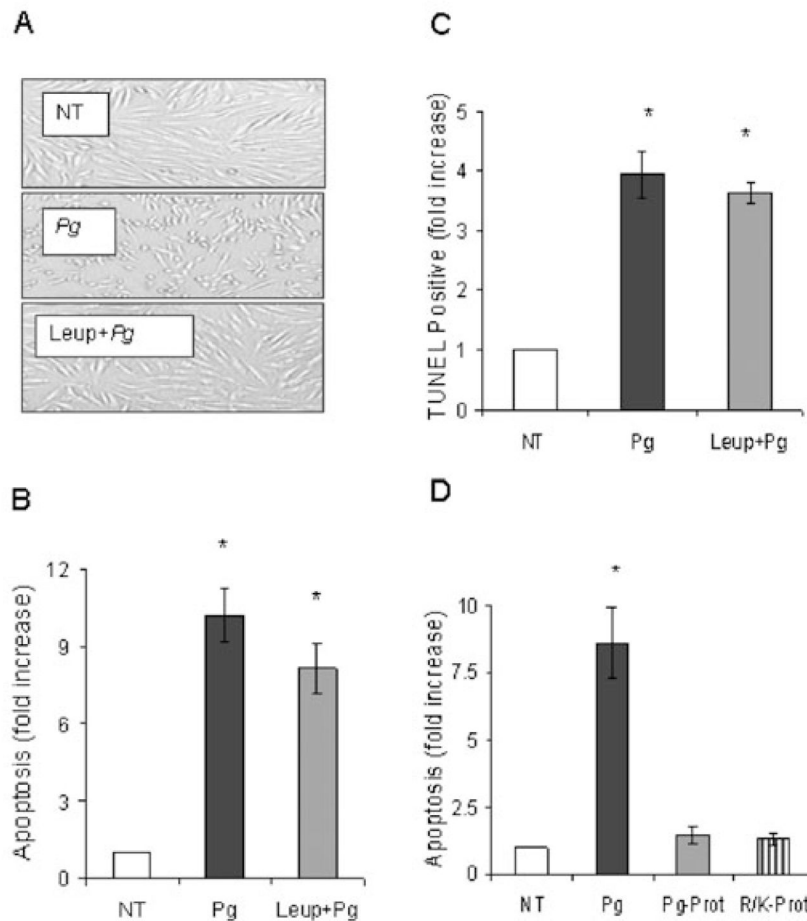 A
NT
Pg
Leup+Pg
B
Apoptosis (fold increase)
12
9
6
3
0
*
*
NT Pg Leup+Pg
C
TUNEL Positive (fold increase)
5
4
3
2
1
0
*
*
NT Pg Leup+Pg
D
Apoptosis (fold increase)
10
7.5
5
2.5
0
*
NT Pg Pg-Prot R/K-Prot